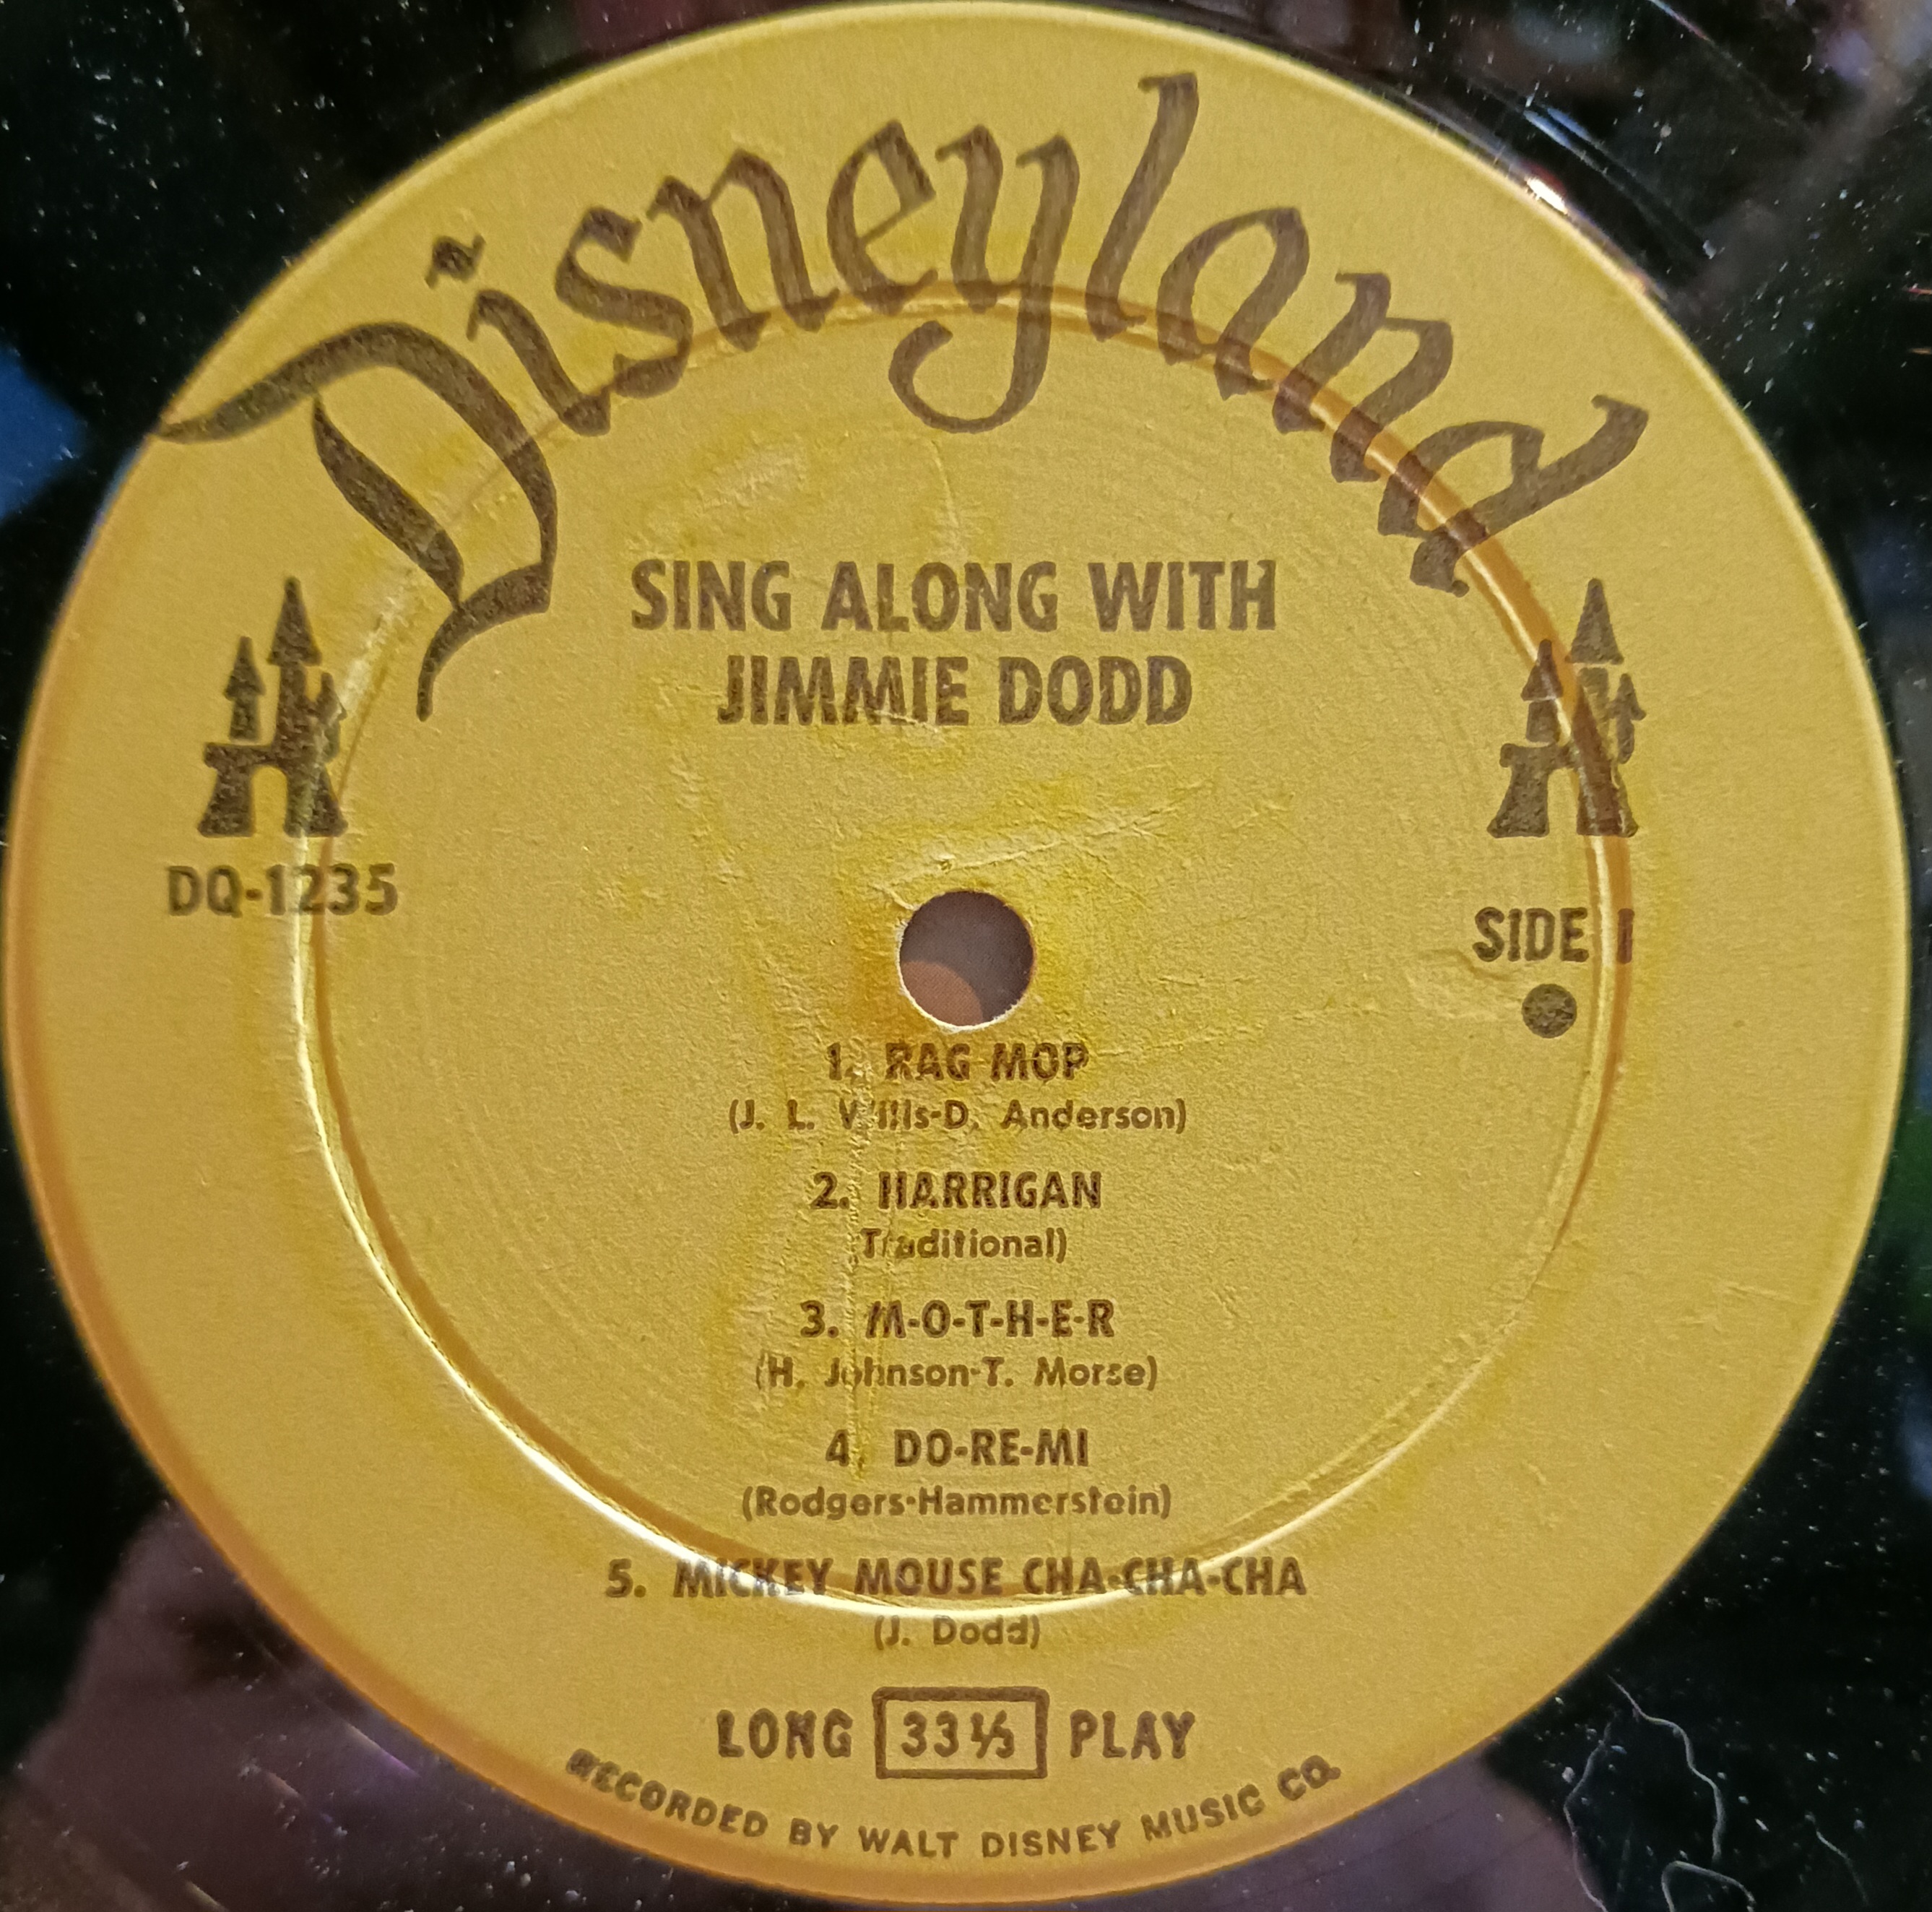 Disneyland
SING ALONG WITH
JIMMIE DODD
DQ-1235
SIDE 1
1. RAG MOP
(J. L. Willis-D. Anderson)
2. HARRIGAN
Traditional)
3. M-O-T-H-E-R
(H. Johnson-T. Morse)
4. DO-RE-MI
(Rodgers-Hammerstein)
5. MICKEY MOUSE CHA-CHA-CHA
(J. Dodd)
LONG 33⅓ PLAY
RECORDED BY WALT DISNEY MUSIC CO.